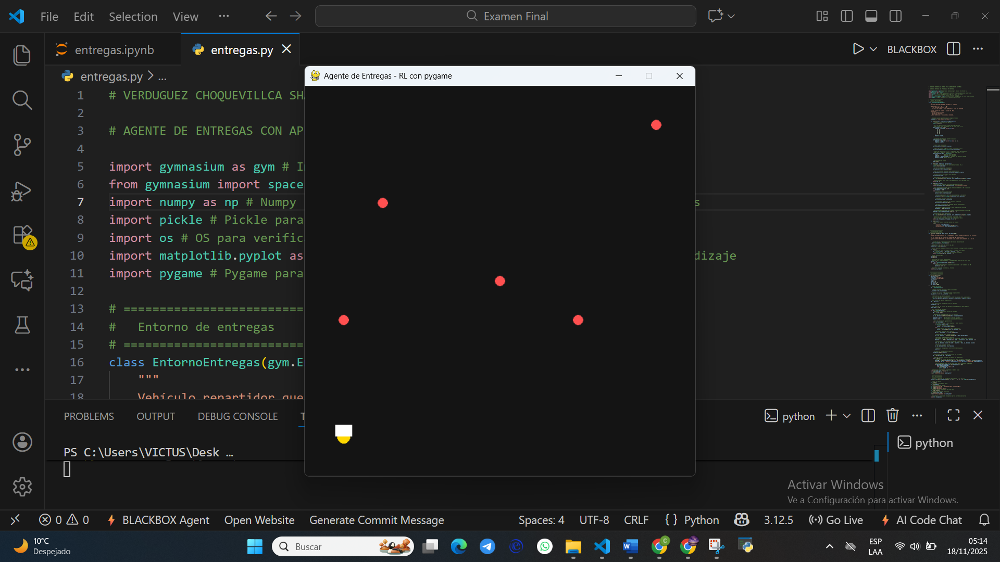 File Edit Selection View ... Examen Final
entregas.ipynb entregas.py BLACKBOX
entregas.py > ...
Agente de Entregas - RL con pygame
1 # VERDUGUEZ CHOQUEVILLCA SH
2
3 # AGENTE DE ENTREGAS CON AP
4
5 import gymnasium as gym # I
6 from gymnasium import space
7 import numpy as np # Numpy s
8 import pickle # Pickle para
9 import os # OS para verific
10 import matplotlib.pyplot as dizaje
11 import pygame # Pygame para
12
13 # ==========================
14 #   Entorno de entregas
15 # ==========================
16 class EntornoEntregas(gym.E
17     """
18     Vehículo repartidor que
PROBLEMS OUTPUT DEBUG CONSOLE T python
PS C:\Users\VICTUS\Desk …
python
Activar Windows
Ve a Configuración para activar Windows.
0 0 BLACKBOX Agent Open Website Generate Commit Message Spaces: 4 UTF-8 CRLF { } Python 3.12.5 Go Live AI Code Chat
10°C
Despejado
Buscar
ESP
LAA
05:14
18/11/2025